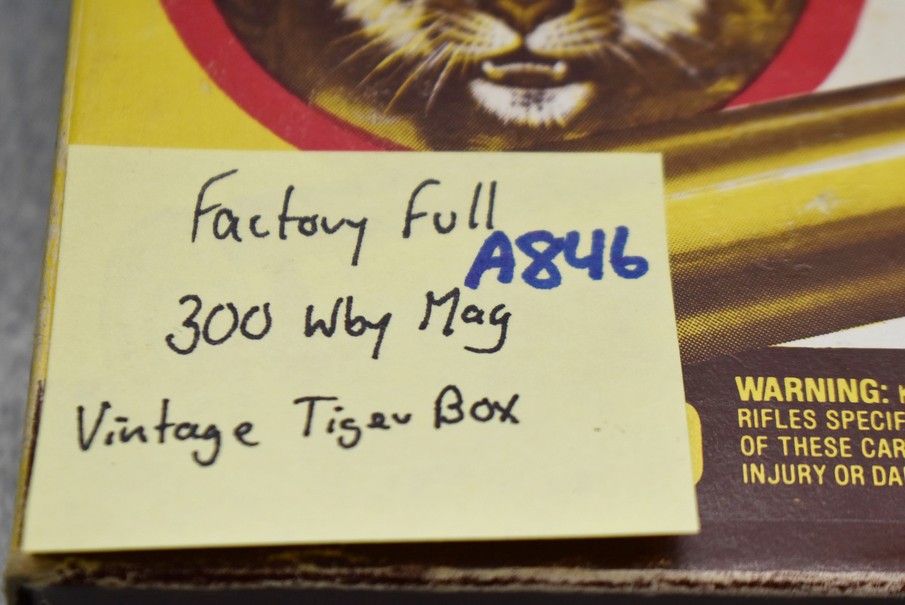 Factory Full
A846
300 Wby Mag
Vintage Tiger Box
WARNING:
RIFLES SPECIF
OF THESE CAR
INJURY OR DA